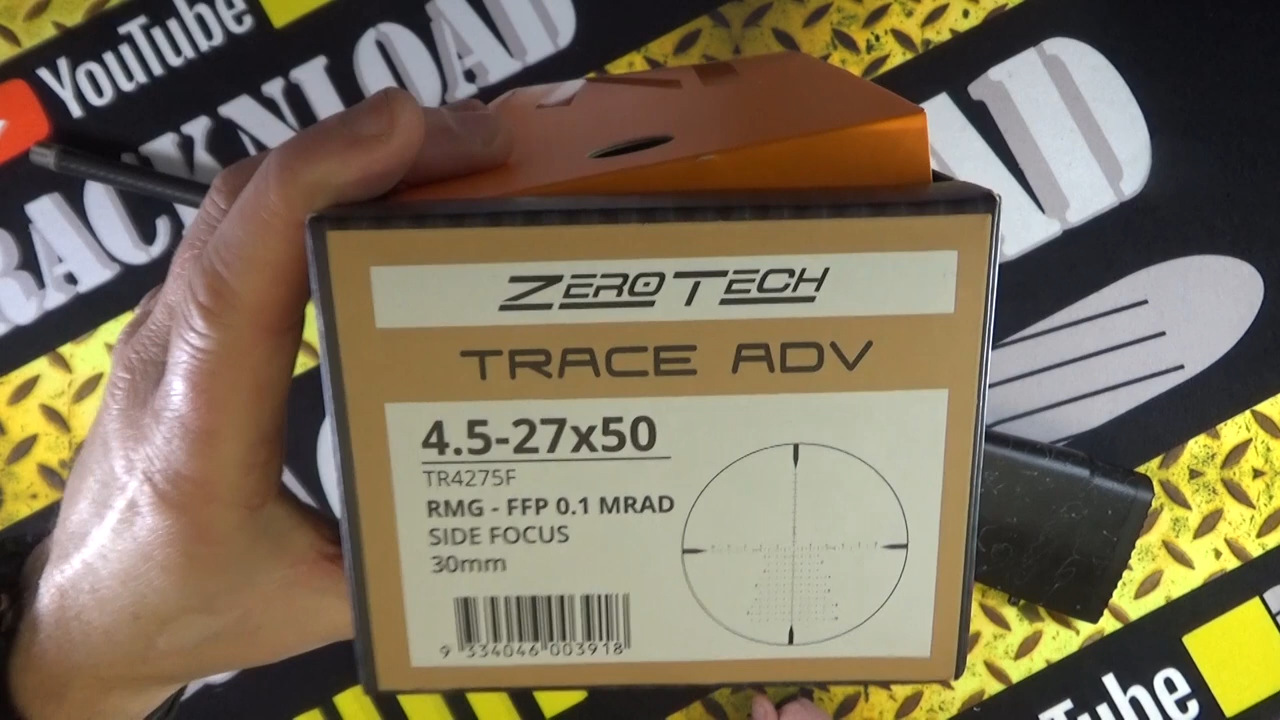 YouTube
RACKNLOAD
ZEROTECH
TRACE ADV
4.5-27x50
TR4275F
RMG - FFP 0.1 MRAD
SIDE FOCUS
30mm
9 334046 003918